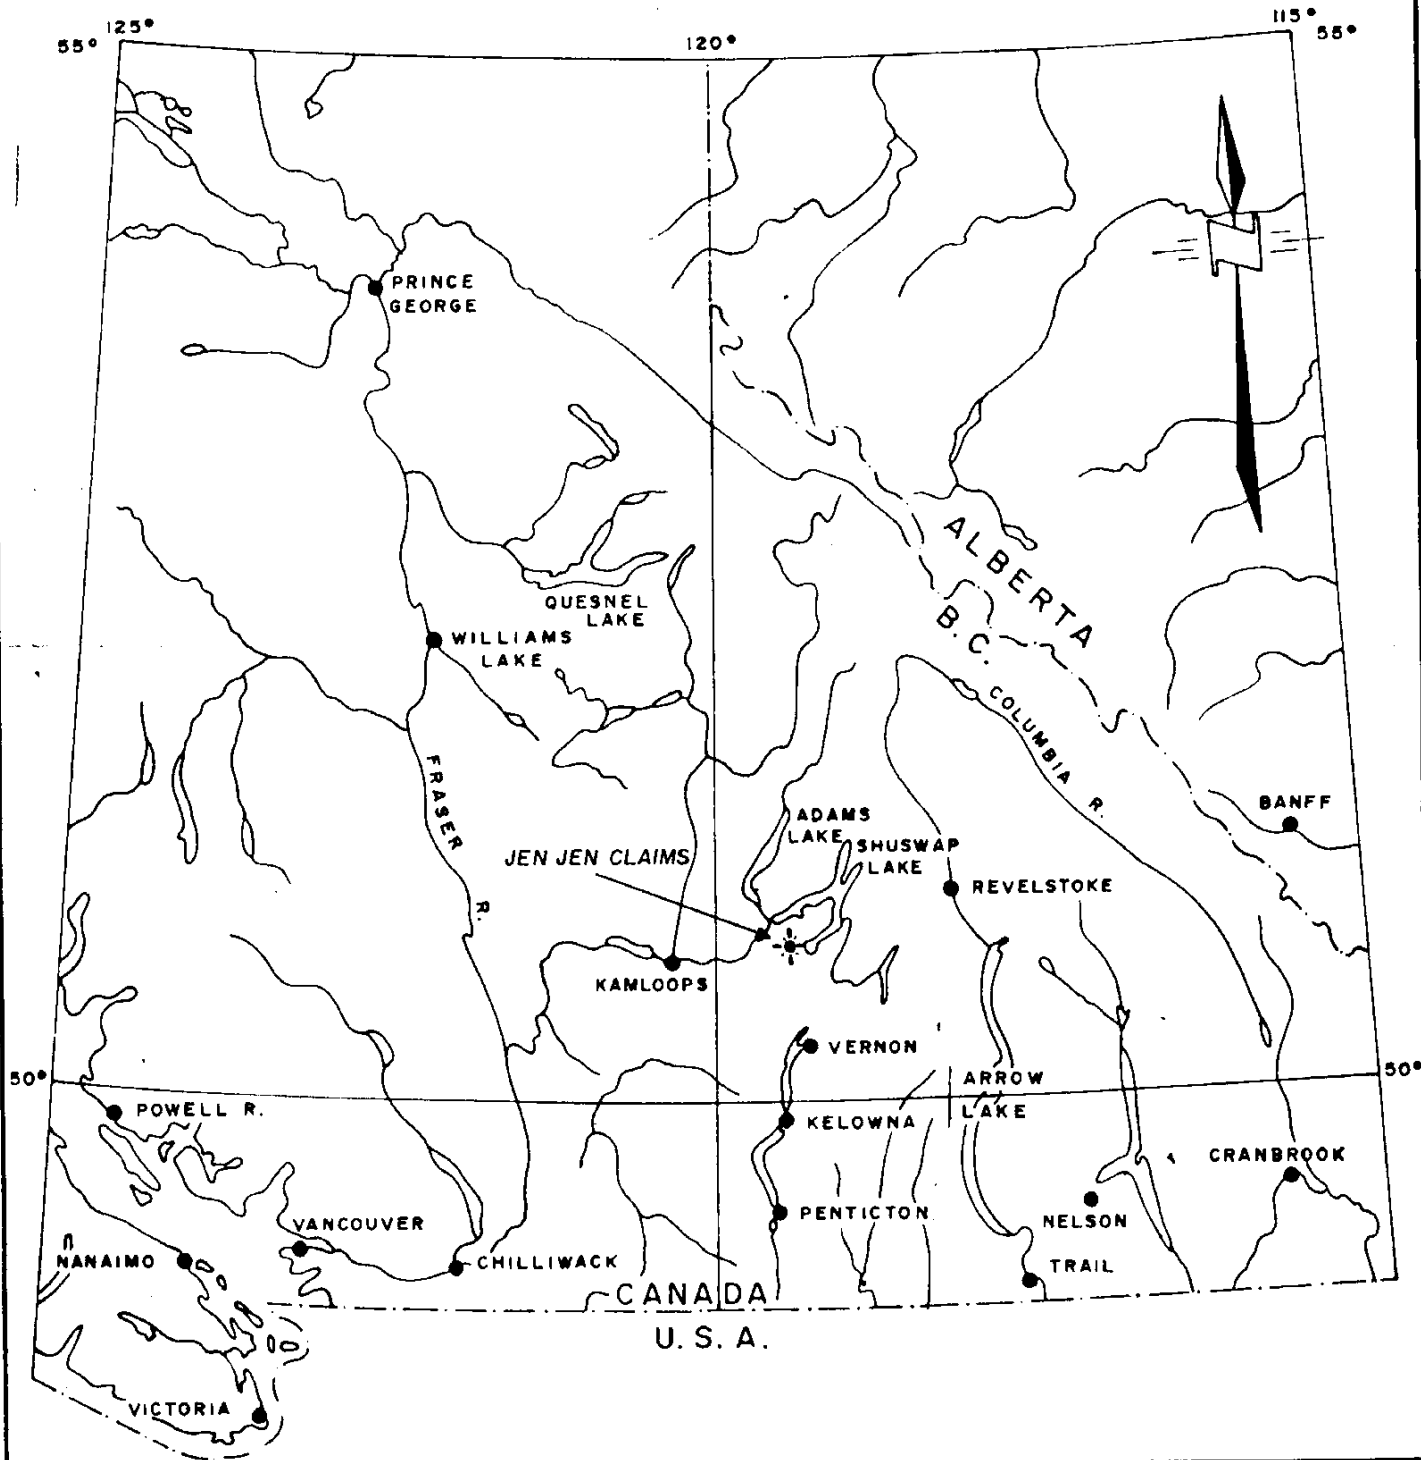 125°
115°
55°
120°
55°
PRINCE
GEORGE
ALBERTA
QUESNEL
LAKE
B.C.
WILLIAMS
LAKE
COLUMBIA R.
FRASER R.
BANFF
ADAMS
LAKE
SHUSWAP
LAKE
JEN JEN CLAIMS
REVELSTOKE
KAMLOOPS
VERNON
50°
ARROW
LAKE
50°
POWELL R.
KELOWNA
CRANBROOK
PENTICTON
NELSON
VANCOUVER
NANAIMO
CHILLIWACK
TRAIL
CANADA
U.S.A.
VICTORIA